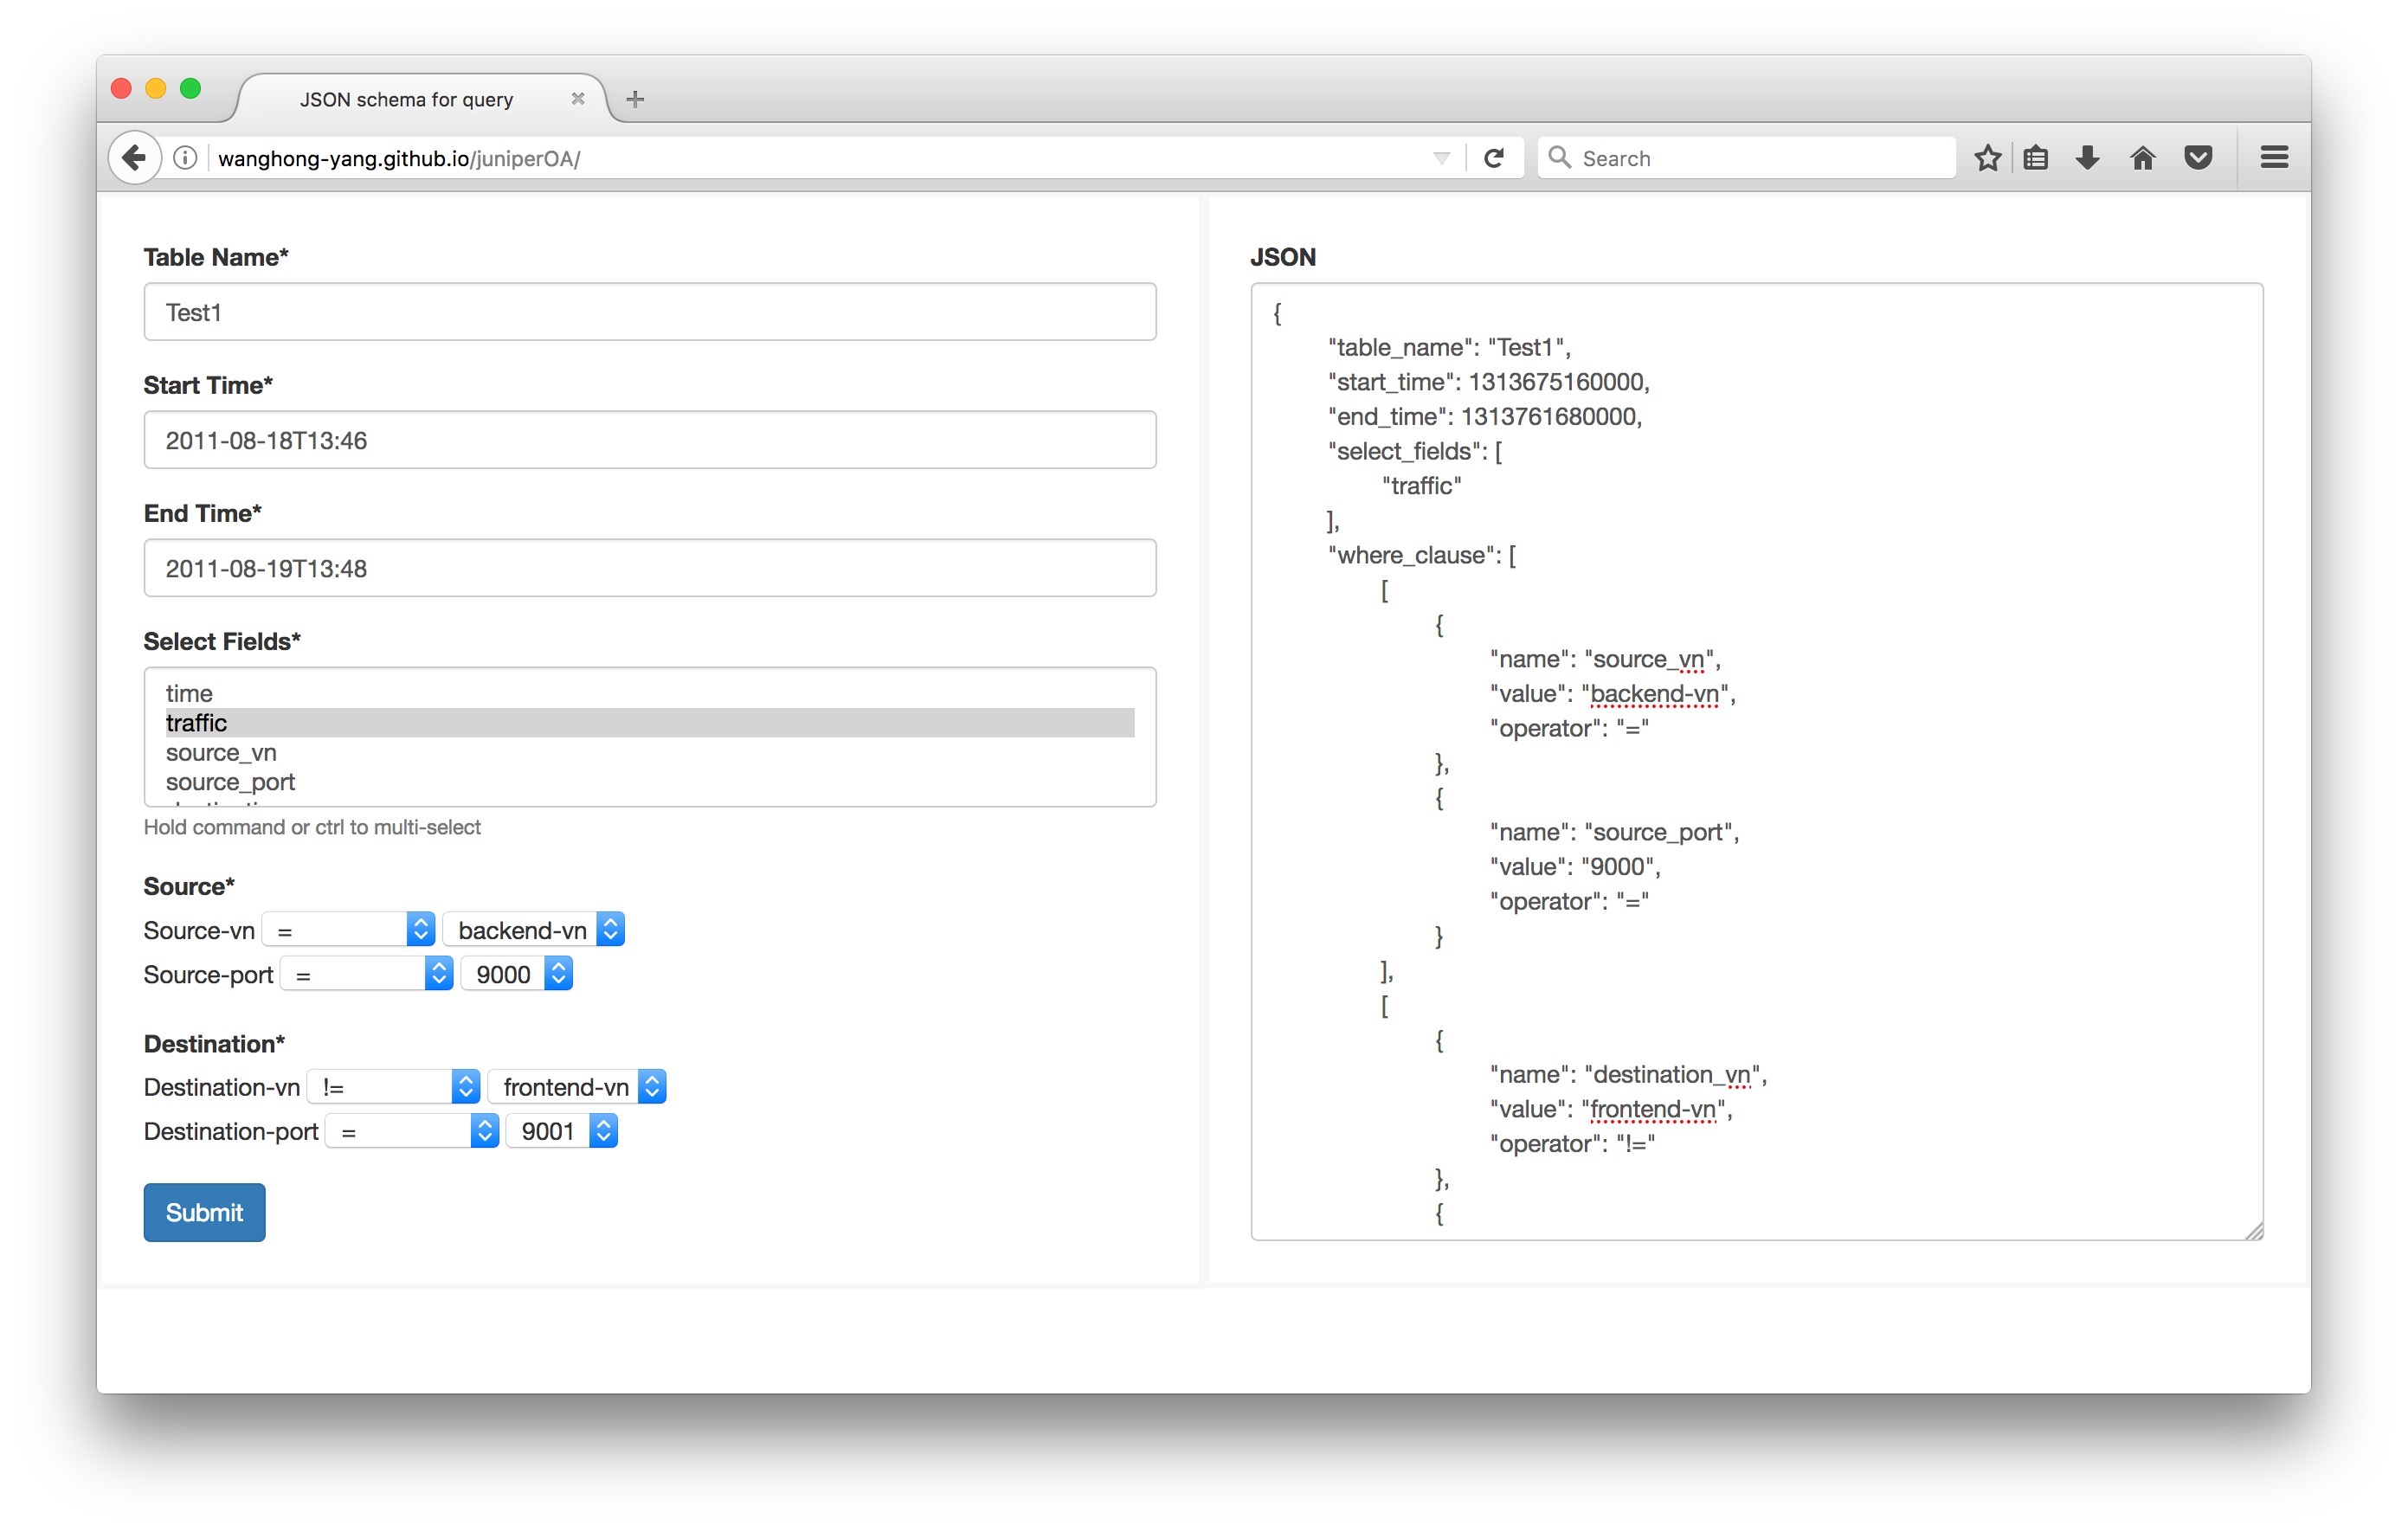 JSON schema for query
wanghong-yang.github.io/juniperOA/
Search
Table Name*
Test1
Start Time*
2011-08-18T13:46
End Time*
2011-08-19T13:48
Select Fields*
time
traffic
source_vn
source_port
Hold command or ctrl to multi-select
Source*
Source-vn = backend-vn
Source-port = 9000
Destination*
Destination-vn != frontend-vn
Destination-port = 9001
Submit
JSON
{
"table_name": "Test1",
"start_time": 1313675160000,
"end_time": 1313761680000,
"select_fields": [
"traffic"
],
"where_clause": [
[
{
"name": "source_vn",
"value": "backend-vn",
"operator": "="
},
{
"name": "source_port",
"value": "9000",
"operator": "="
}
],
[
{
"name": "destination_vn",
"value": "frontend-vn",
"operator": "!="
},
{